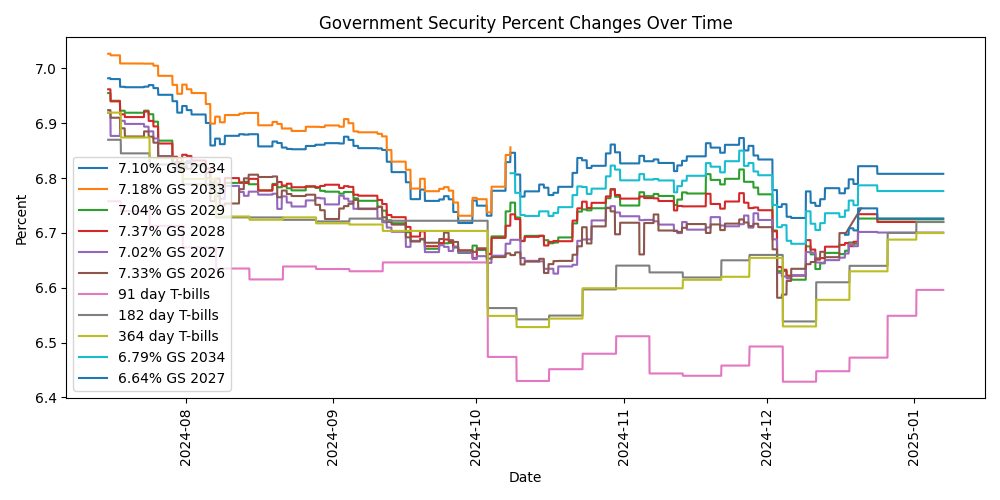 Government Security Percent Changes Over Time
Percent
7.0
6.9
6.8
6.7
6.6
6.5
6.4
7.10% GS 2034
7.18% GS 2033
7.04% GS 2029
7.37% GS 2028
7.02% GS 2027
7.33% GS 2026
91 day T-bills
182 day T-bills
364 day T-bills
6.79% GS 2034
6.64% GS 2027
2024-08
2024-09
2024-10
2024-11
2024-12
2025-01
Date